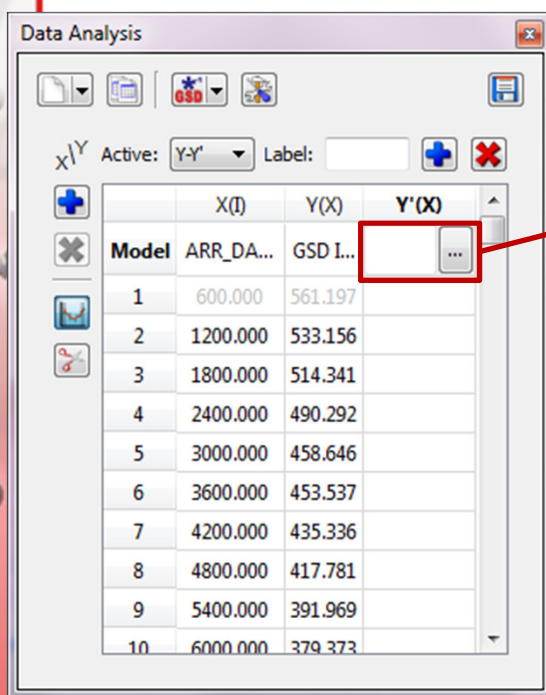 Data Analysis
GSD
X\Y Active: Y-Y' Label:
X(I) Y(X) Y'(X)
Model ARR_DA... GSD I... ...
1 600.000 561.197
2 1200.000 533.156
3 1800.000 514.341
4 2400.000 490.292
5 3000.000 458.646
6 3600.000 453.537
7 4200.000 435.336
8 4800.000 417.781
9 5400.000 391.969
10 6000.000 379.373